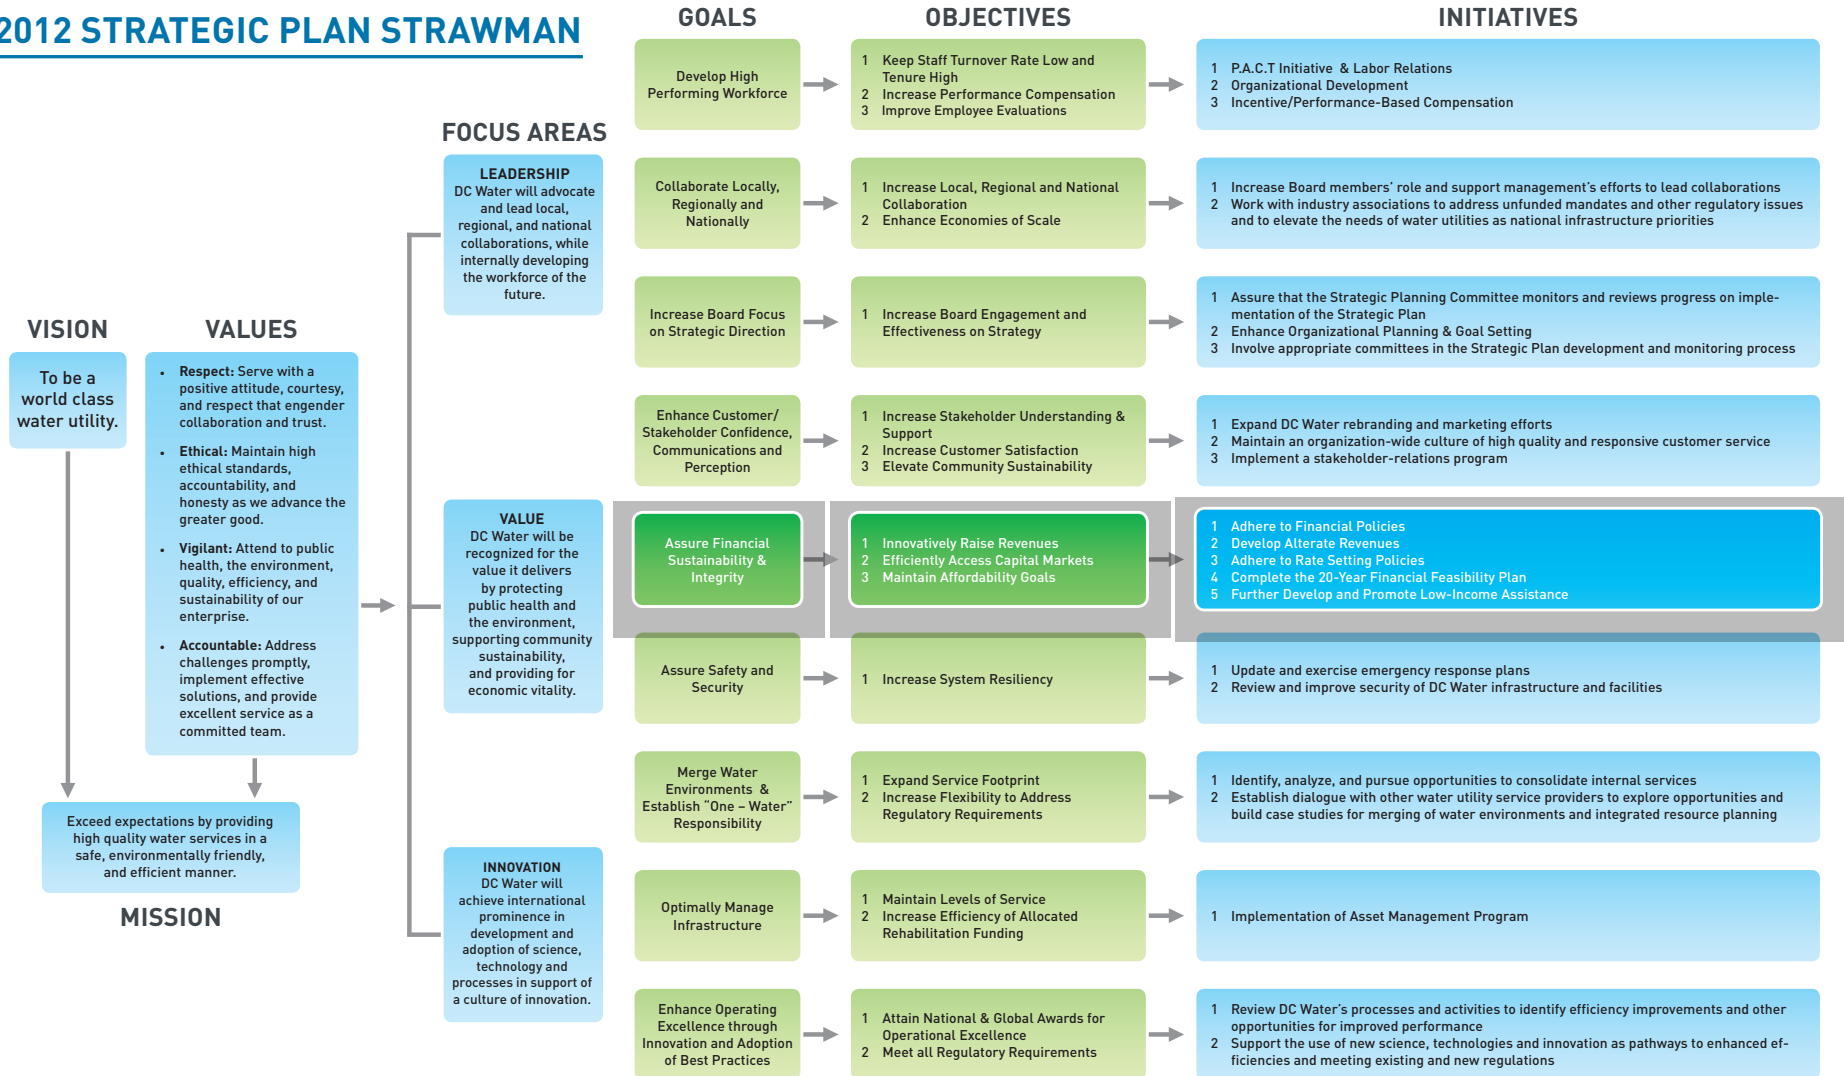 2012 STRATEGIC PLAN STRAWMAN
VISION
To be a
world class
water utility.
VALUES
• Respect: Serve with a
positive attitude, courtesy,
and respect that engender
collaboration and trust.
• Ethical: Maintain high
ethical standards,
accountability, and
honesty as we advance the
greater good.
• Vigilant: Attend to public
health, the environment,
quality, efficiency, and
sustainability of our
enterprise.
• Accountable: Address
challenges promptly,
implement effective
solutions, and provide
excellent service as a
committed team.
Exceed expectations by providing
high quality water services in a
safe, environmentally friendly,
and efficient manner.
MISSION
FOCUS AREAS
LEADERSHIP
DC Water will advocate
and lead local,
regional, and national
collaborations, while
internally developing
the workforce of the
future.
VALUE
DC Water will be
recognized for the
value it delivers
by protecting
public health and
the environment,
supporting community
sustainability,
and providing for
economic vitality.
INNOVATION
DC Water will
achieve international
prominence in
development and
adoption of science,
technology and
processes in support of
a culture of innovation.
GOALS
OBJECTIVES
INITIATIVES
Develop High
Performing Workforce
1 Keep Staff Turnover Rate Low and
Tenure High
2 Increase Performance Compensation
3 Improve Employee Evaluations
1 P.A.C.T Initiative & Labor Relations
2 Organizational Development
3 Incentive/Performance-Based Compensation
Collaborate Locally,
Regionally and
Nationally
1 Increase Local, Regional and National
Collaboration
2 Enhance Economies of Scale
1 Increase Board members' role and support management's efforts to lead collaborations
2 Work with industry associations to address unfunded mandates and other regulatory issues
and to elevate the needs of water utilities as national infrastructure priorities
Increase Board Focus
on Strategic Direction
1 Increase Board Engagement and
Effectiveness on Strategy
1 Assure that the Strategic Planning Committee monitors and reviews progress on imple-
mentation of the Strategic Plan
2 Enhance Organizational Planning & Goal Setting
3 Involve appropriate committees in the Strategic Plan development and monitoring process
Enhance Customer/
Stakeholder Confidence,
Communications and
Perception
1 Increase Stakeholder Understanding &
Support
2 Increase Customer Satisfaction
3 Elevate Community Sustainability
1 Expand DC Water rebranding and marketing efforts
2 Maintain an organization-wide culture of high quality and responsive customer service
3 Implement a stakeholder-relations program
Assure Financial
Sustainability &
Integrity
1 Innovatively Raise Revenues
2 Efficiently Access Capital Markets
3 Maintain Affordability Goals
1 Adhere to Financial Policies
2 Develop Alterate Revenues
3 Adhere to Rate Setting Policies
4 Complete the 20-Year Financial Feasibility Plan
5 Further Develop and Promote Low-Income Assistance
Assure Safety and
Security
1 Increase System Resiliency
1 Update and exercise emergency response plans
2 Review and improve security of DC Water infrastructure and facilities
Merge Water
Environments &
Establish "One – Water"
Responsibility
1 Expand Service Footprint
2 Increase Flexibility to Address
Regulatory Requirements
1 Identify, analyze, and pursue opportunities to consolidate internal services
2 Establish dialogue with other water utility service providers to explore opportunities and
build case studies for merging of water environments and integrated resource planning
Optimally Manage
Infrastructure
1 Maintain Levels of Service
2 Increase Efficiency of Allocated
Rehabilitation Funding
1 Implementation of Asset Management Program
Enhance Operating
Excellence through
Innovation and Adoption
of Best Practices
1 Attain National & Global Awards for
Operational Excellence
2 Meet all Regulatory Requirements
1 Review DC Water's processes and activities to identify efficiency improvements and other
opportunities for improved performance
2 Support the use of new science, technologies and innovation as pathways to enhanced ef-
ficiencies and meeting existing and new regulations